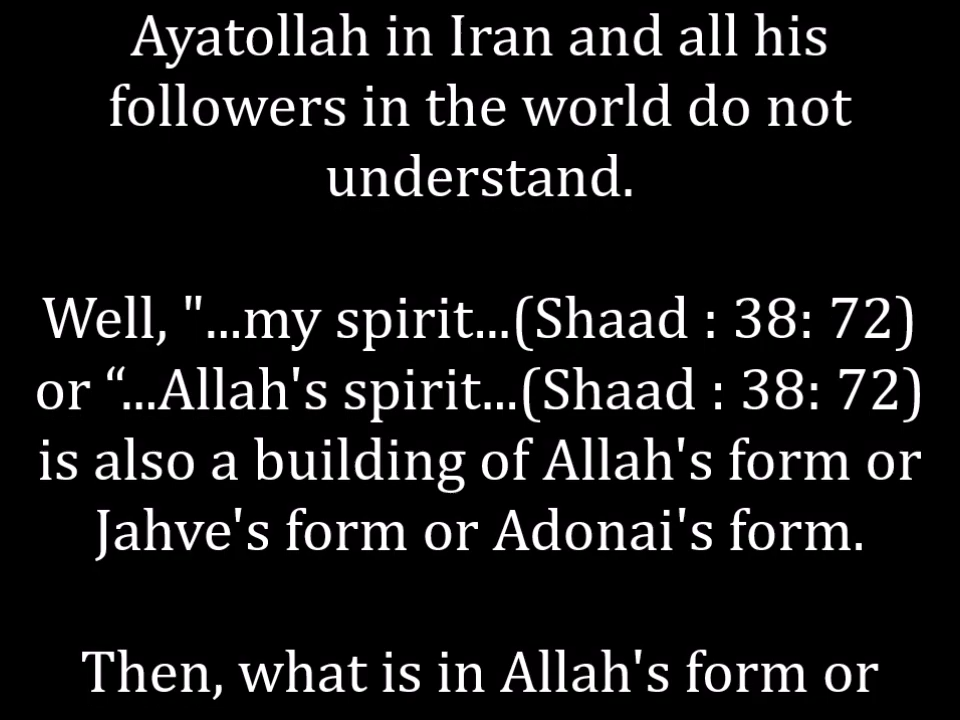 Ayatollah in Iran and all his
followers in the world do not
understand.
Well, "...my spirit...(Shaad : 38: 72)
or “...Allah's spirit...(Shaad : 38: 72)
is also a building of Allah's form or
Jahve's form or Adonai's form.
Then, what is in Allah's form or